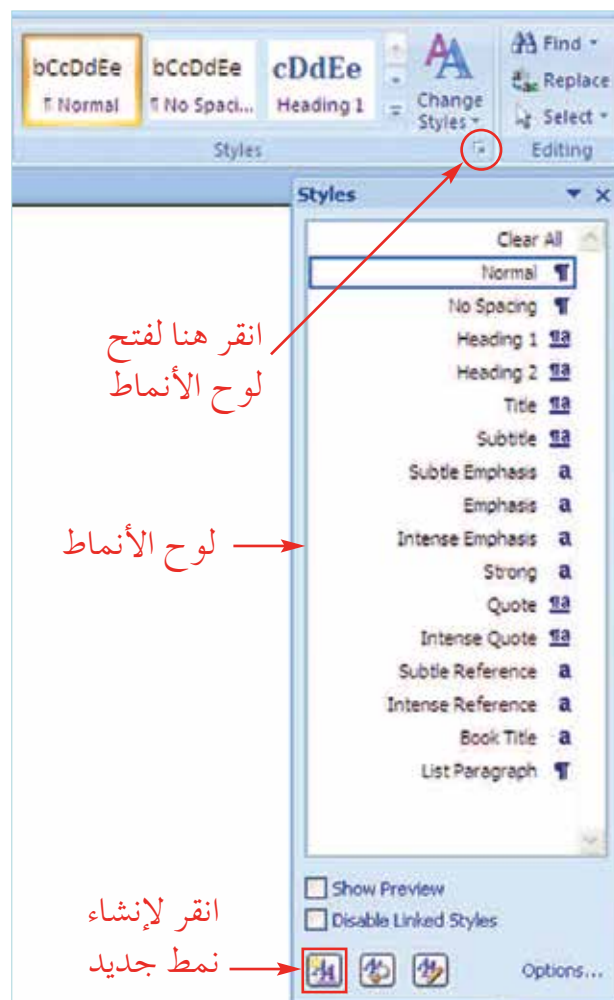 bCcDdEe bCcDdEe cDdEe
¶ Normal ¶ No Spaci... Heading 1
Change
Styles
Find
Replace
Select
Styles Editing
Styles
Clear All
Normal ¶
No Spacing ¶
Heading 1 ¶a
Heading 2 ¶a
Title ¶a
Subtitle ¶a
Subtle Emphasis a
Emphasis a
Intense Emphasis a
Strong a
Quote ¶a
Intense Quote ¶a
Subtle Reference a
Intense Reference a
Book Title a
List Paragraph ¶
انقر هنا لفتح
لوح الأنماط
لوح الأنماط
Show Preview
Disable Linked Styles
انقر لإنشاء
نمط جديد
Options...